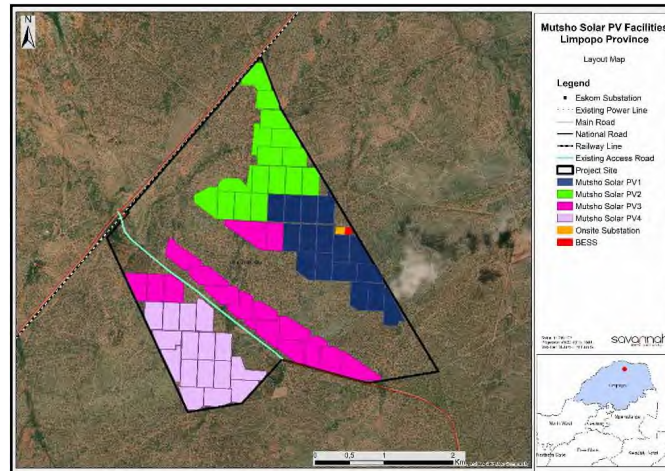 N
Mutsho Solar PV Facilities
Limpopo Province
Layout Map
Legend
Eskom Substation
Existing Power Line
Main Road
National Road
Railway Line
Existing Access Road
Project Site
Mutsho Solar PV1
Mutsho Solar PV2
Mutsho Solar PV3
Mutsho Solar PV4
Onsite Substation
BESS
savannah
Limpopo
North West
0 0,5 1 2
Km